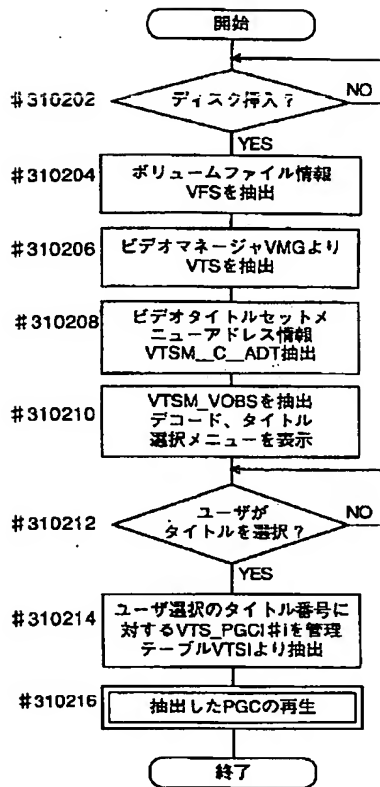 開始
#310202
ディスク挿入？
NO
YES
#310204
ボリュームファイル情報
VFSを抽出
#310206
ビデオマネージャVMGより
VTSを抽出
#310208
ビデオタイトルセットメ
ニューアドレス情報
VTSM__C__ADT抽出
#310210
VTSM_VOBSを抽出
デコード、タイトル
選択メニューを表示
#310212
ユーザが
タイトルを選択？
NO
YES
#310214
ユーザ選択のタイトル番号に
対するVTS_PGCI#iを管理
テーブルVTSIより抽出
#310216
抽出したPGCの再生
終了